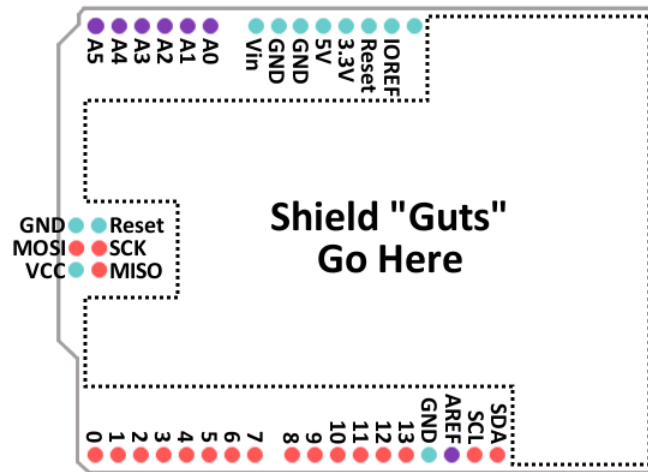 A5 A4 A3 A2 A1 A0 Vin GND GND 5V 3.3V Reset IOREF
GND Reset
MOSI SCK
VCC MISO
Shield "Guts"
Go Here
0 1 2 3 4 5 6 7 8 9 10 11 12 13 GND AREF SCL SDA